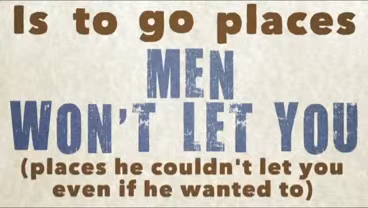 Is to go places
MEN
WON'T LET YOU
(places he couldn't let you
even if he wanted to)